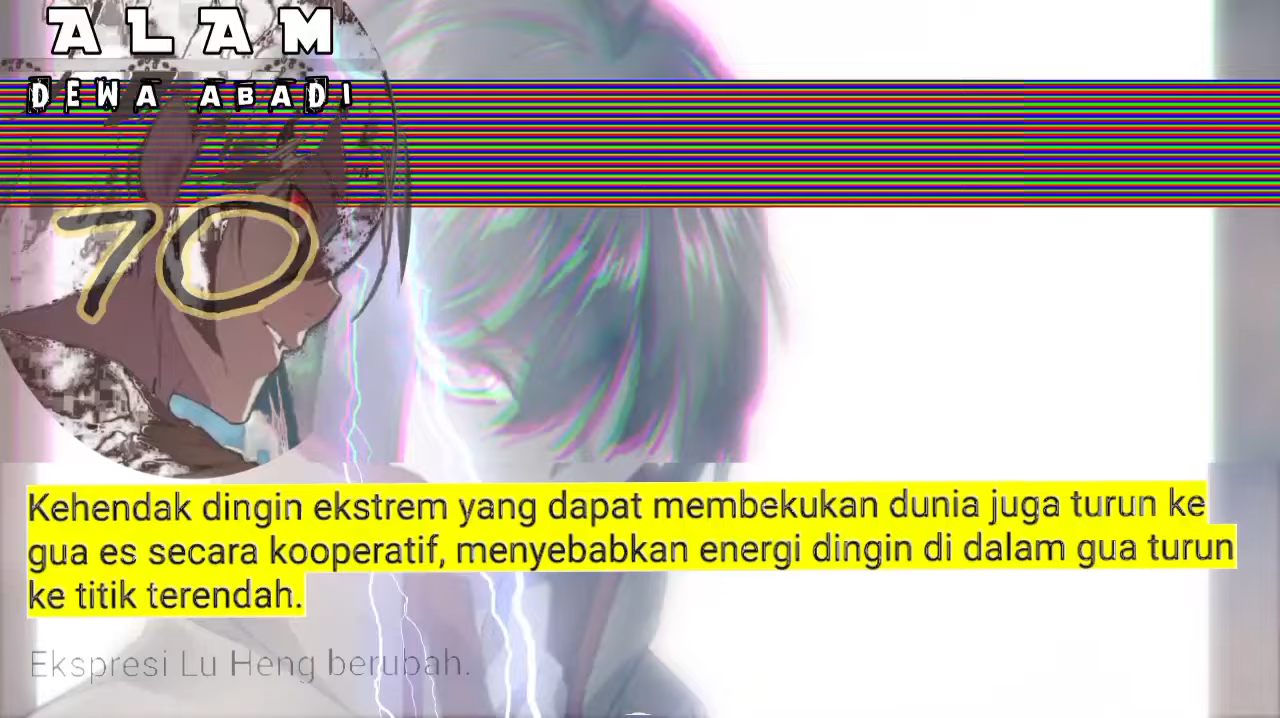 ALAM
DEWA ABADI
70
Kehendak dingin ekstrem yang dapat membekukan dunia juga turun ke
gua es secara kooperatif, menyebabkan energi dingin di dalam gua turun
ke titik terendah.
Ekspresi Lu Heng berubah.